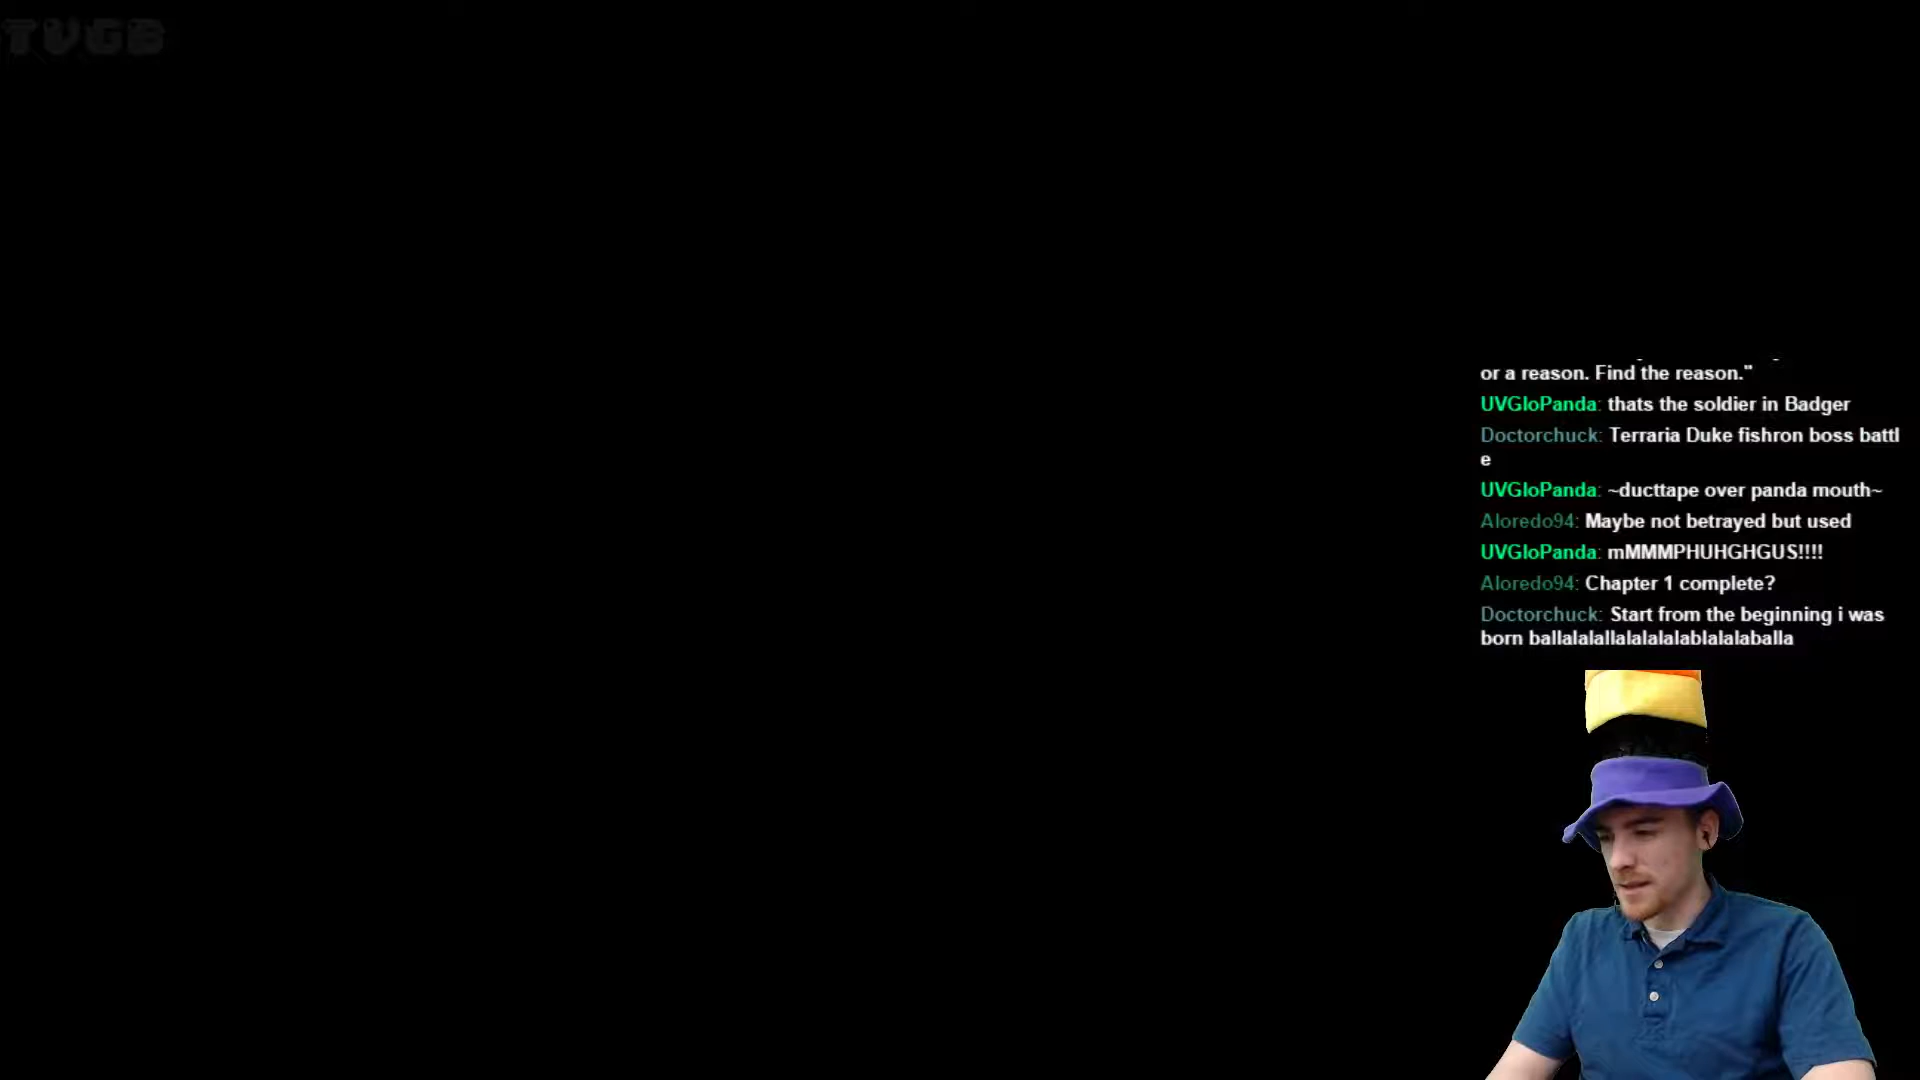 TVGB
or a reason. Find the reason."
UVGloPanda: thats the soldier in Badger
Doctorchuck: Terraria Duke fishron boss battl
e
UVGloPanda: ~ducttape over panda mouth~
Aloredo94: Maybe not betrayed but used
UVGloPanda: mMMMPHUHGHGUS!!!!
Aloredo94: Chapter 1 complete?
Doctorchuck: Start from the beginning i was
born ballalalallalalalalablalalaballa